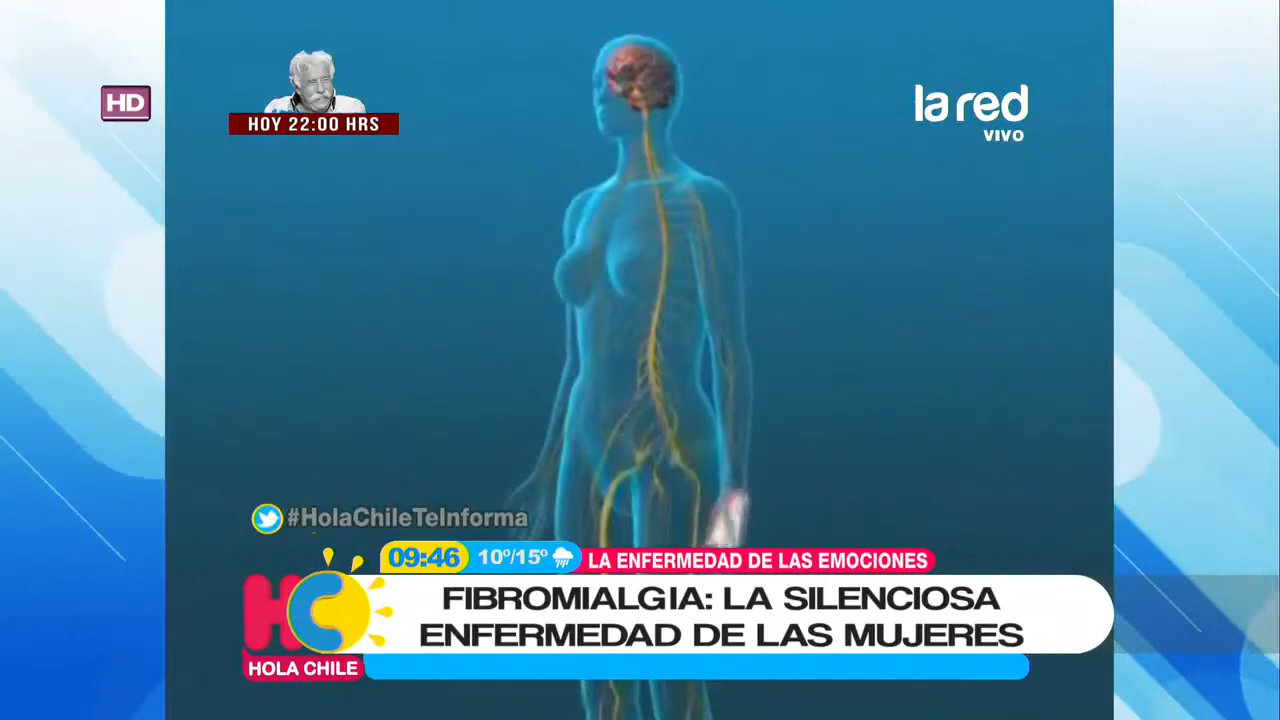 HD
HOY 22:00 HRS
la red
VIVO
#HolaChileTeInforma
09:46 10º/15º LA ENFERMEDAD DE LAS EMOCIONES
HC
FIBROMIALGIA: LA SILENCIOSA
ENFERMEDAD DE LAS MUJERES
HOLA CHILE